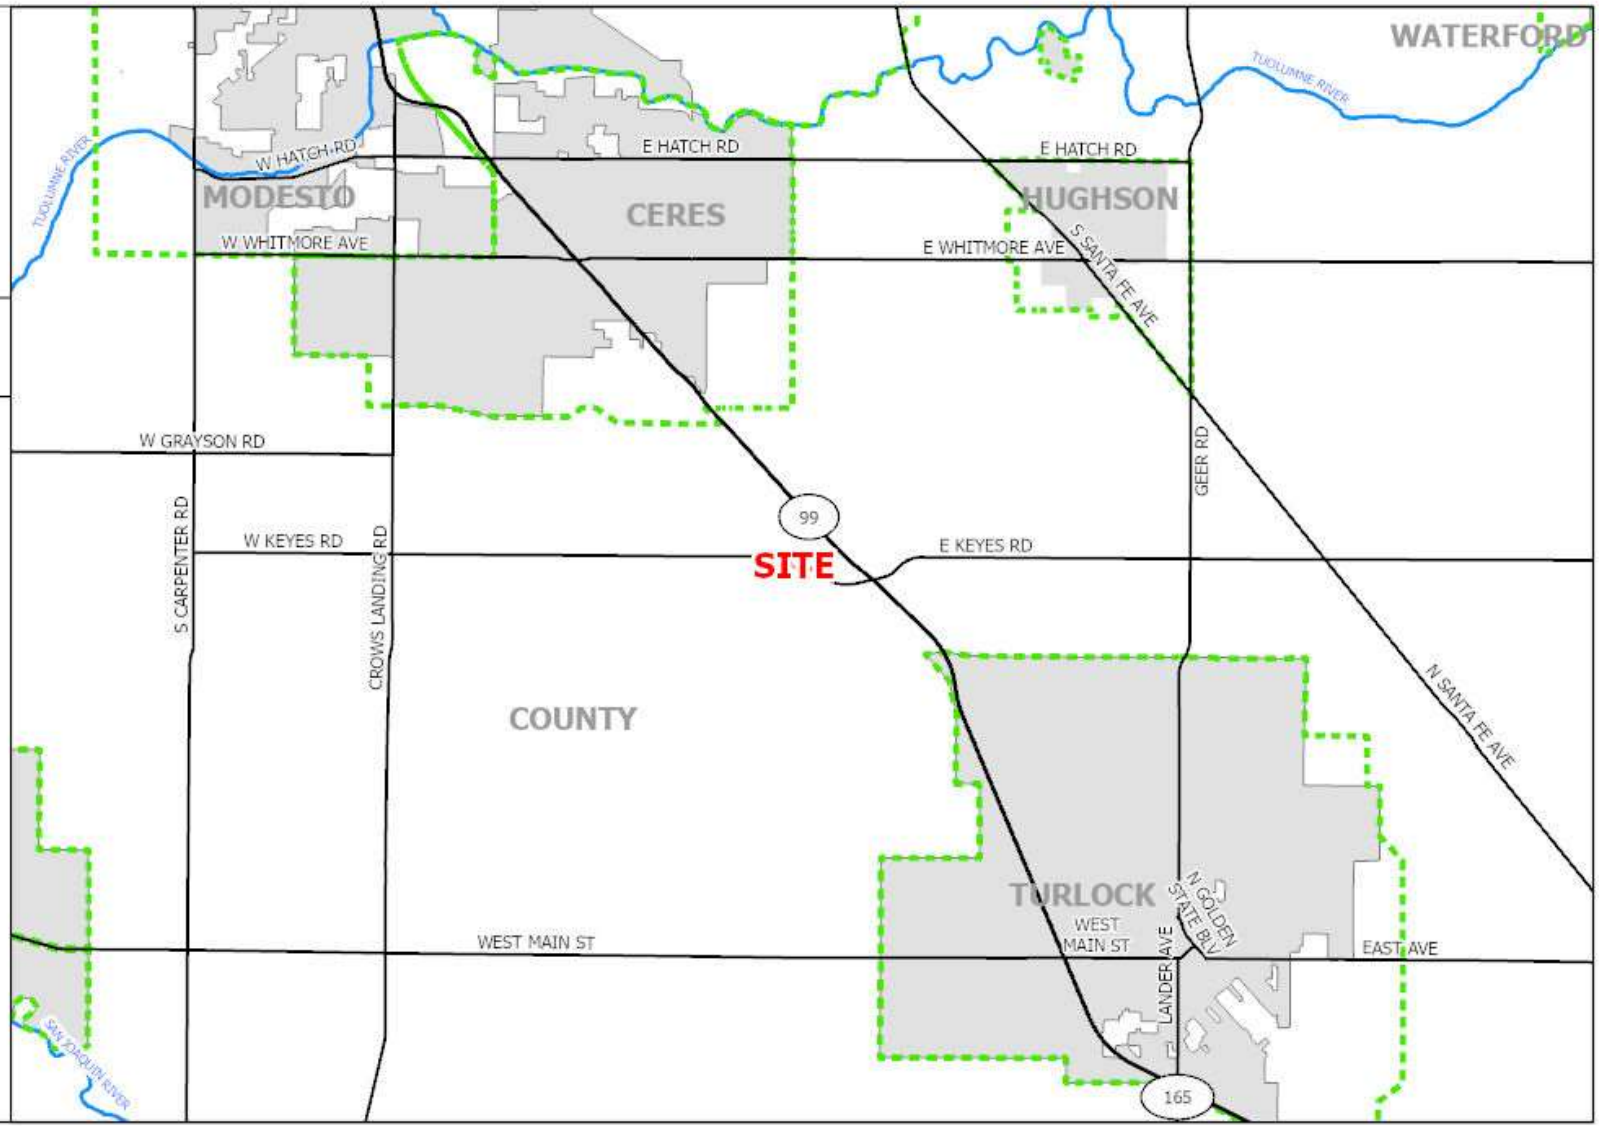 WATERFORD
TUOLUMNE RIVER
TUOLUMNE RIVER
W HATCH RD
E HATCH RD
E HATCH RD
MODESTO
CERES
HUGHSON
W WHITMORE AVE
E WHITMORE AVE
S SANTA FE AVE
W GRAYSON RD
GEER RD
S CARPENTER RD
CROWS LANDING RD
99
W KEYES RD
SITE
E KEYES RD
N SANTA FE AVE
COUNTY
TURLOCK
N GOLDEN
STATE BLV
WEST MAIN ST
WEST
MAIN ST
EAST AVE
LANDER AVE
SAN JOAQUIN RIVER
165